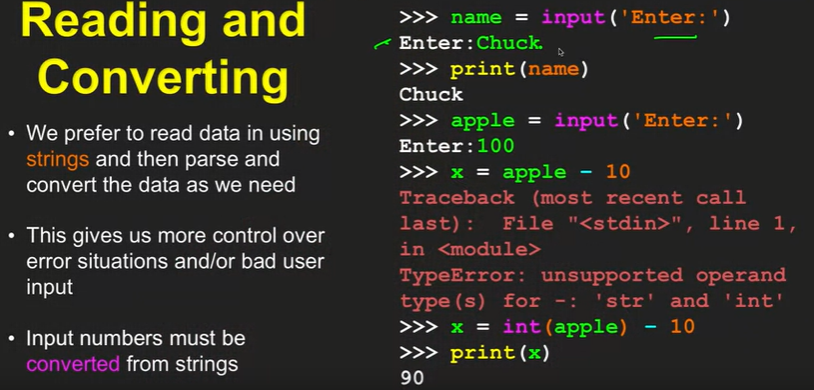 Reading and
Converting
• We prefer to read data in using
strings and then parse and
convert the data as we need
• This gives us more control over
error situations and/or bad user
input
• Input numbers must be
converted from strings
>>> name = input('Enter:')
Enter:Chuck
>>> print(name)
Chuck
>>> apple = input('Enter:')
Enter:100
>>> x = apple – 10
Traceback (most recent call
last):  File "<stdin>", line 1,
in <module>
TypeError: unsupported operand
type(s) for -: 'str' and 'int'
>>> x = int(apple) – 10
>>> print(x)
90